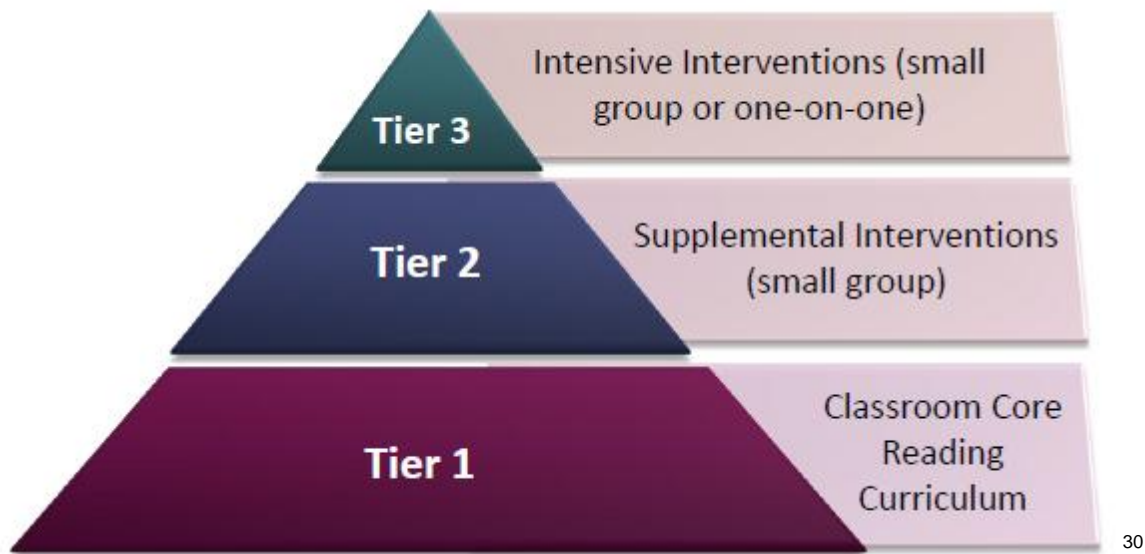 Intensive Interventions (small
group or one-on-one)
Tier 3
Supplemental Interventions
(small group)
Tier 2
Classroom Core
Reading
Curriculum
Tier 1
30